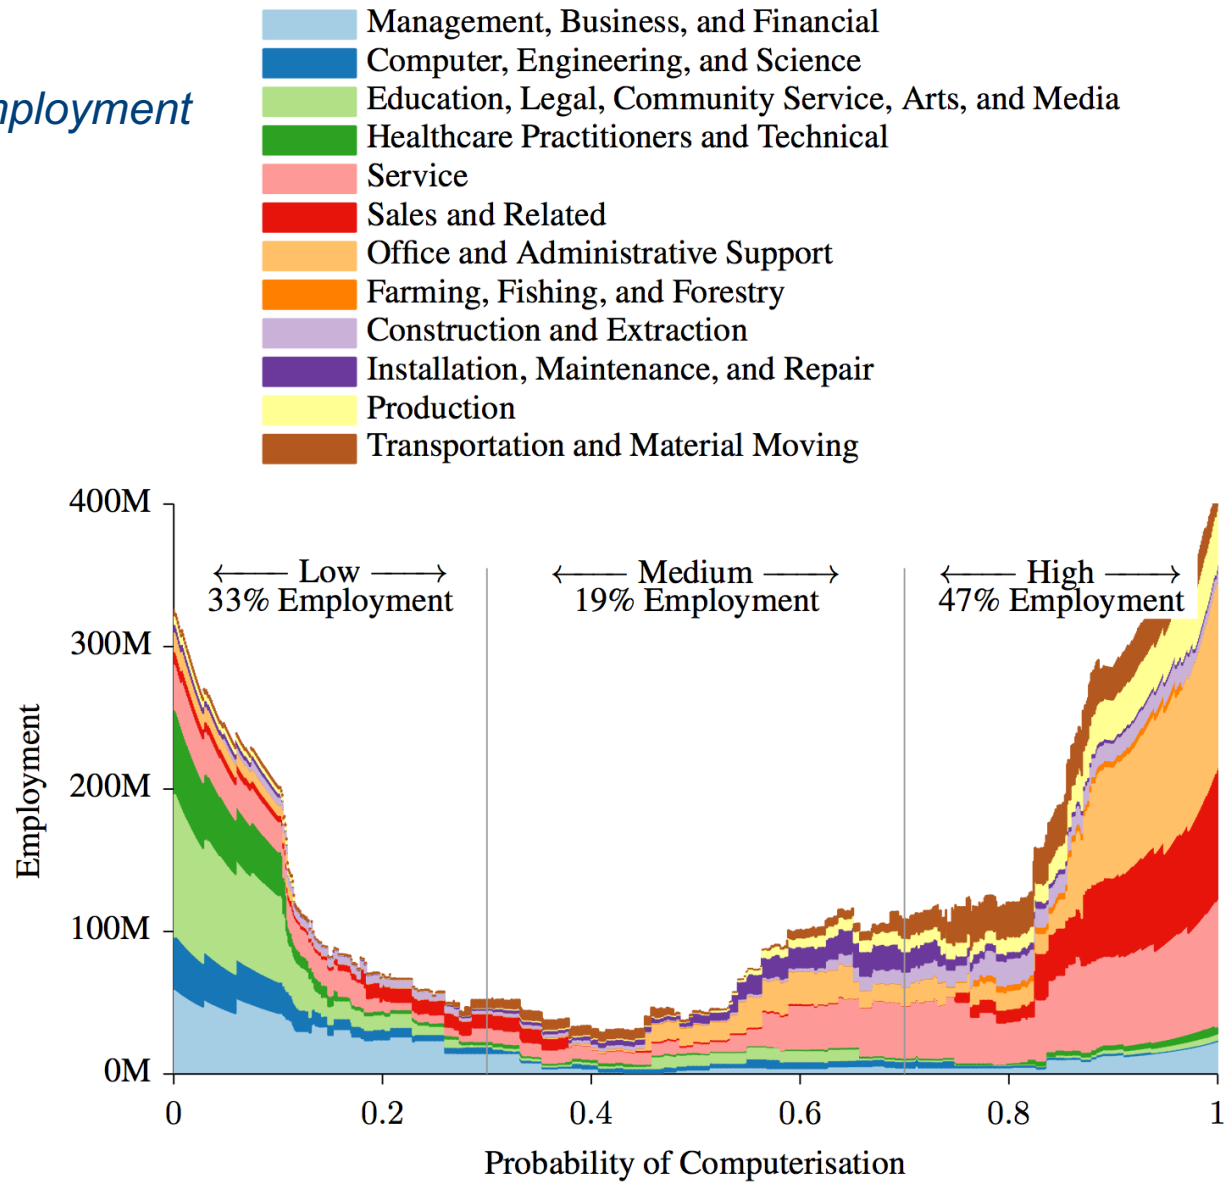 mployment
Management, Business, and Financial
Computer, Engineering, and Science
Education, Legal, Community Service, Arts, and Media
Healthcare Practitioners and Technical
Service
Sales and Related
Office and Administrative Support
Farming, Fishing, and Forestry
Construction and Extraction
Installation, Maintenance, and Repair
Production
Transportation and Material Moving
400M
300M
200M
100M
0M
Employment
Low
33% Employment
Medium
19% Employment
High
47% Employment
0
0.2
0.4
0.6
0.8
1
Probability of Computerisation